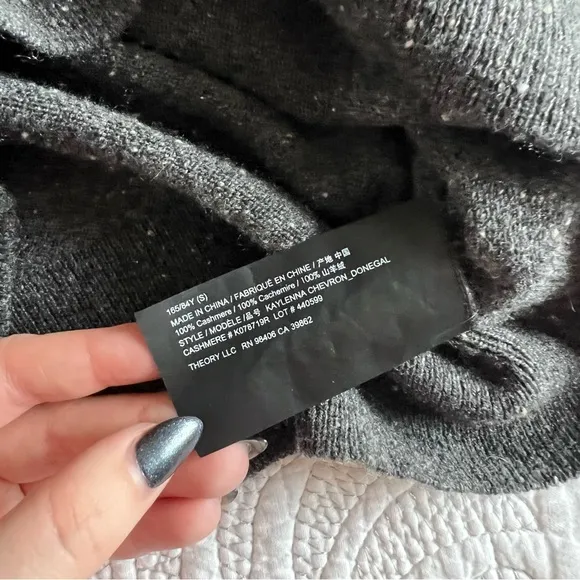 165/84Y (S)
MADE IN CHINA / FABRIQUÉ EN CHINE / 产地 中国
100% Cashmere / 100% Cachemire / 100% 山羊绒
STYLE / MODÈLE / 品号 KAYLENNA CHEVRON_DONEGAL
CASHMERE # K078719R LOT # 440599
THEORY LLC RN 98406 CA 39862